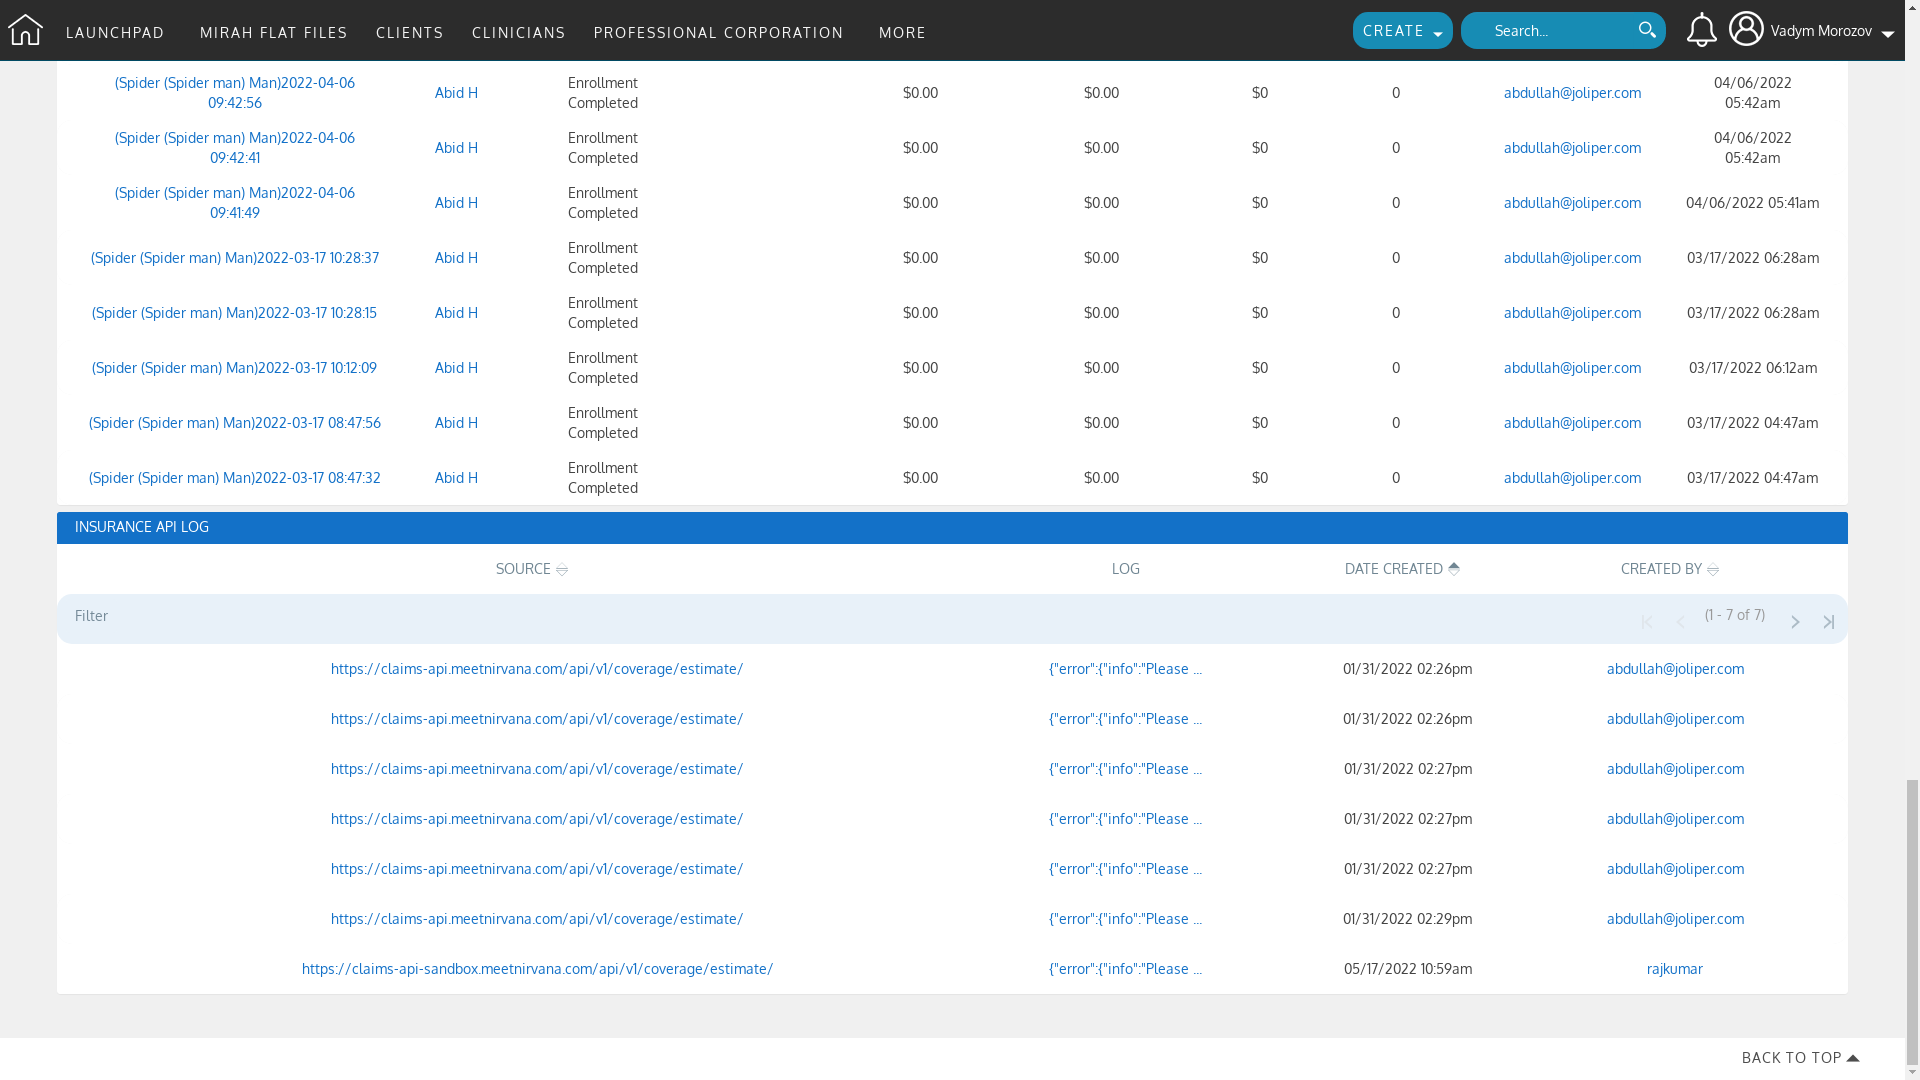 LAUNCHPAD MIRAH FLAT FILES CLIENTS CLINICIANS PROFESSIONAL CORPORATION MORE CREATE Search... Vadym Morozov
(Spider (Spider man) Man)2022-04-06
09:42:56
Abid H
Enrollment
Completed
$0.00 $0.00 $0 0 abdullah@joliper.com
04/06/2022
05:42am
(Spider (Spider man) Man)2022-04-06
09:42:41
Abid H
Enrollment
Completed
$0.00 $0.00 $0 0 abdullah@joliper.com
04/06/2022
05:42am
(Spider (Spider man) Man)2022-04-06
09:41:49
Abid H
Enrollment
Completed
$0.00 $0.00 $0 0 abdullah@joliper.com 04/06/2022 05:41am
(Spider (Spider man) Man)2022-03-17 10:28:37 Abid H
Enrollment
Completed
$0.00 $0.00 $0 0 abdullah@joliper.com 03/17/2022 06:28am
(Spider (Spider man) Man)2022-03-17 10:28:15 Abid H
Enrollment
Completed
$0.00 $0.00 $0 0 abdullah@joliper.com 03/17/2022 06:28am
(Spider (Spider man) Man)2022-03-17 10:12:09 Abid H
Enrollment
Completed
$0.00 $0.00 $0 0 abdullah@joliper.com 03/17/2022 06:12am
(Spider (Spider man) Man)2022-03-17 08:47:56 Abid H
Enrollment
Completed
$0.00 $0.00 $0 0 abdullah@joliper.com 03/17/2022 04:47am
(Spider (Spider man) Man)2022-03-17 08:47:32 Abid H
Enrollment
Completed
$0.00 $0.00 $0 0 abdullah@joliper.com 03/17/2022 04:47am
INSURANCE API LOG
SOURCE LOG DATE CREATED CREATED BY
Filter (1 - 7 of 7)
https://claims-api.meetnirvana.com/api/v1/coverage/estimate/ {"error":{"info":"Please ... 01/31/2022 02:26pm abdullah@joliper.com
https://claims-api.meetnirvana.com/api/v1/coverage/estimate/ {"error":{"info":"Please ... 01/31/2022 02:26pm abdullah@joliper.com
https://claims-api.meetnirvana.com/api/v1/coverage/estimate/ {"error":{"info":"Please ... 01/31/2022 02:27pm abdullah@joliper.com
https://claims-api.meetnirvana.com/api/v1/coverage/estimate/ {"error":{"info":"Please ... 01/31/2022 02:27pm abdullah@joliper.com
https://claims-api.meetnirvana.com/api/v1/coverage/estimate/ {"error":{"info":"Please ... 01/31/2022 02:27pm abdullah@joliper.com
https://claims-api.meetnirvana.com/api/v1/coverage/estimate/ {"error":{"info":"Please ... 01/31/2022 02:29pm abdullah@joliper.com
https://claims-api-sandbox.meetnirvana.com/api/v1/coverage/estimate/ {"error":{"info":"Please ... 05/17/2022 10:59am rajkumar
BACK TO TOP